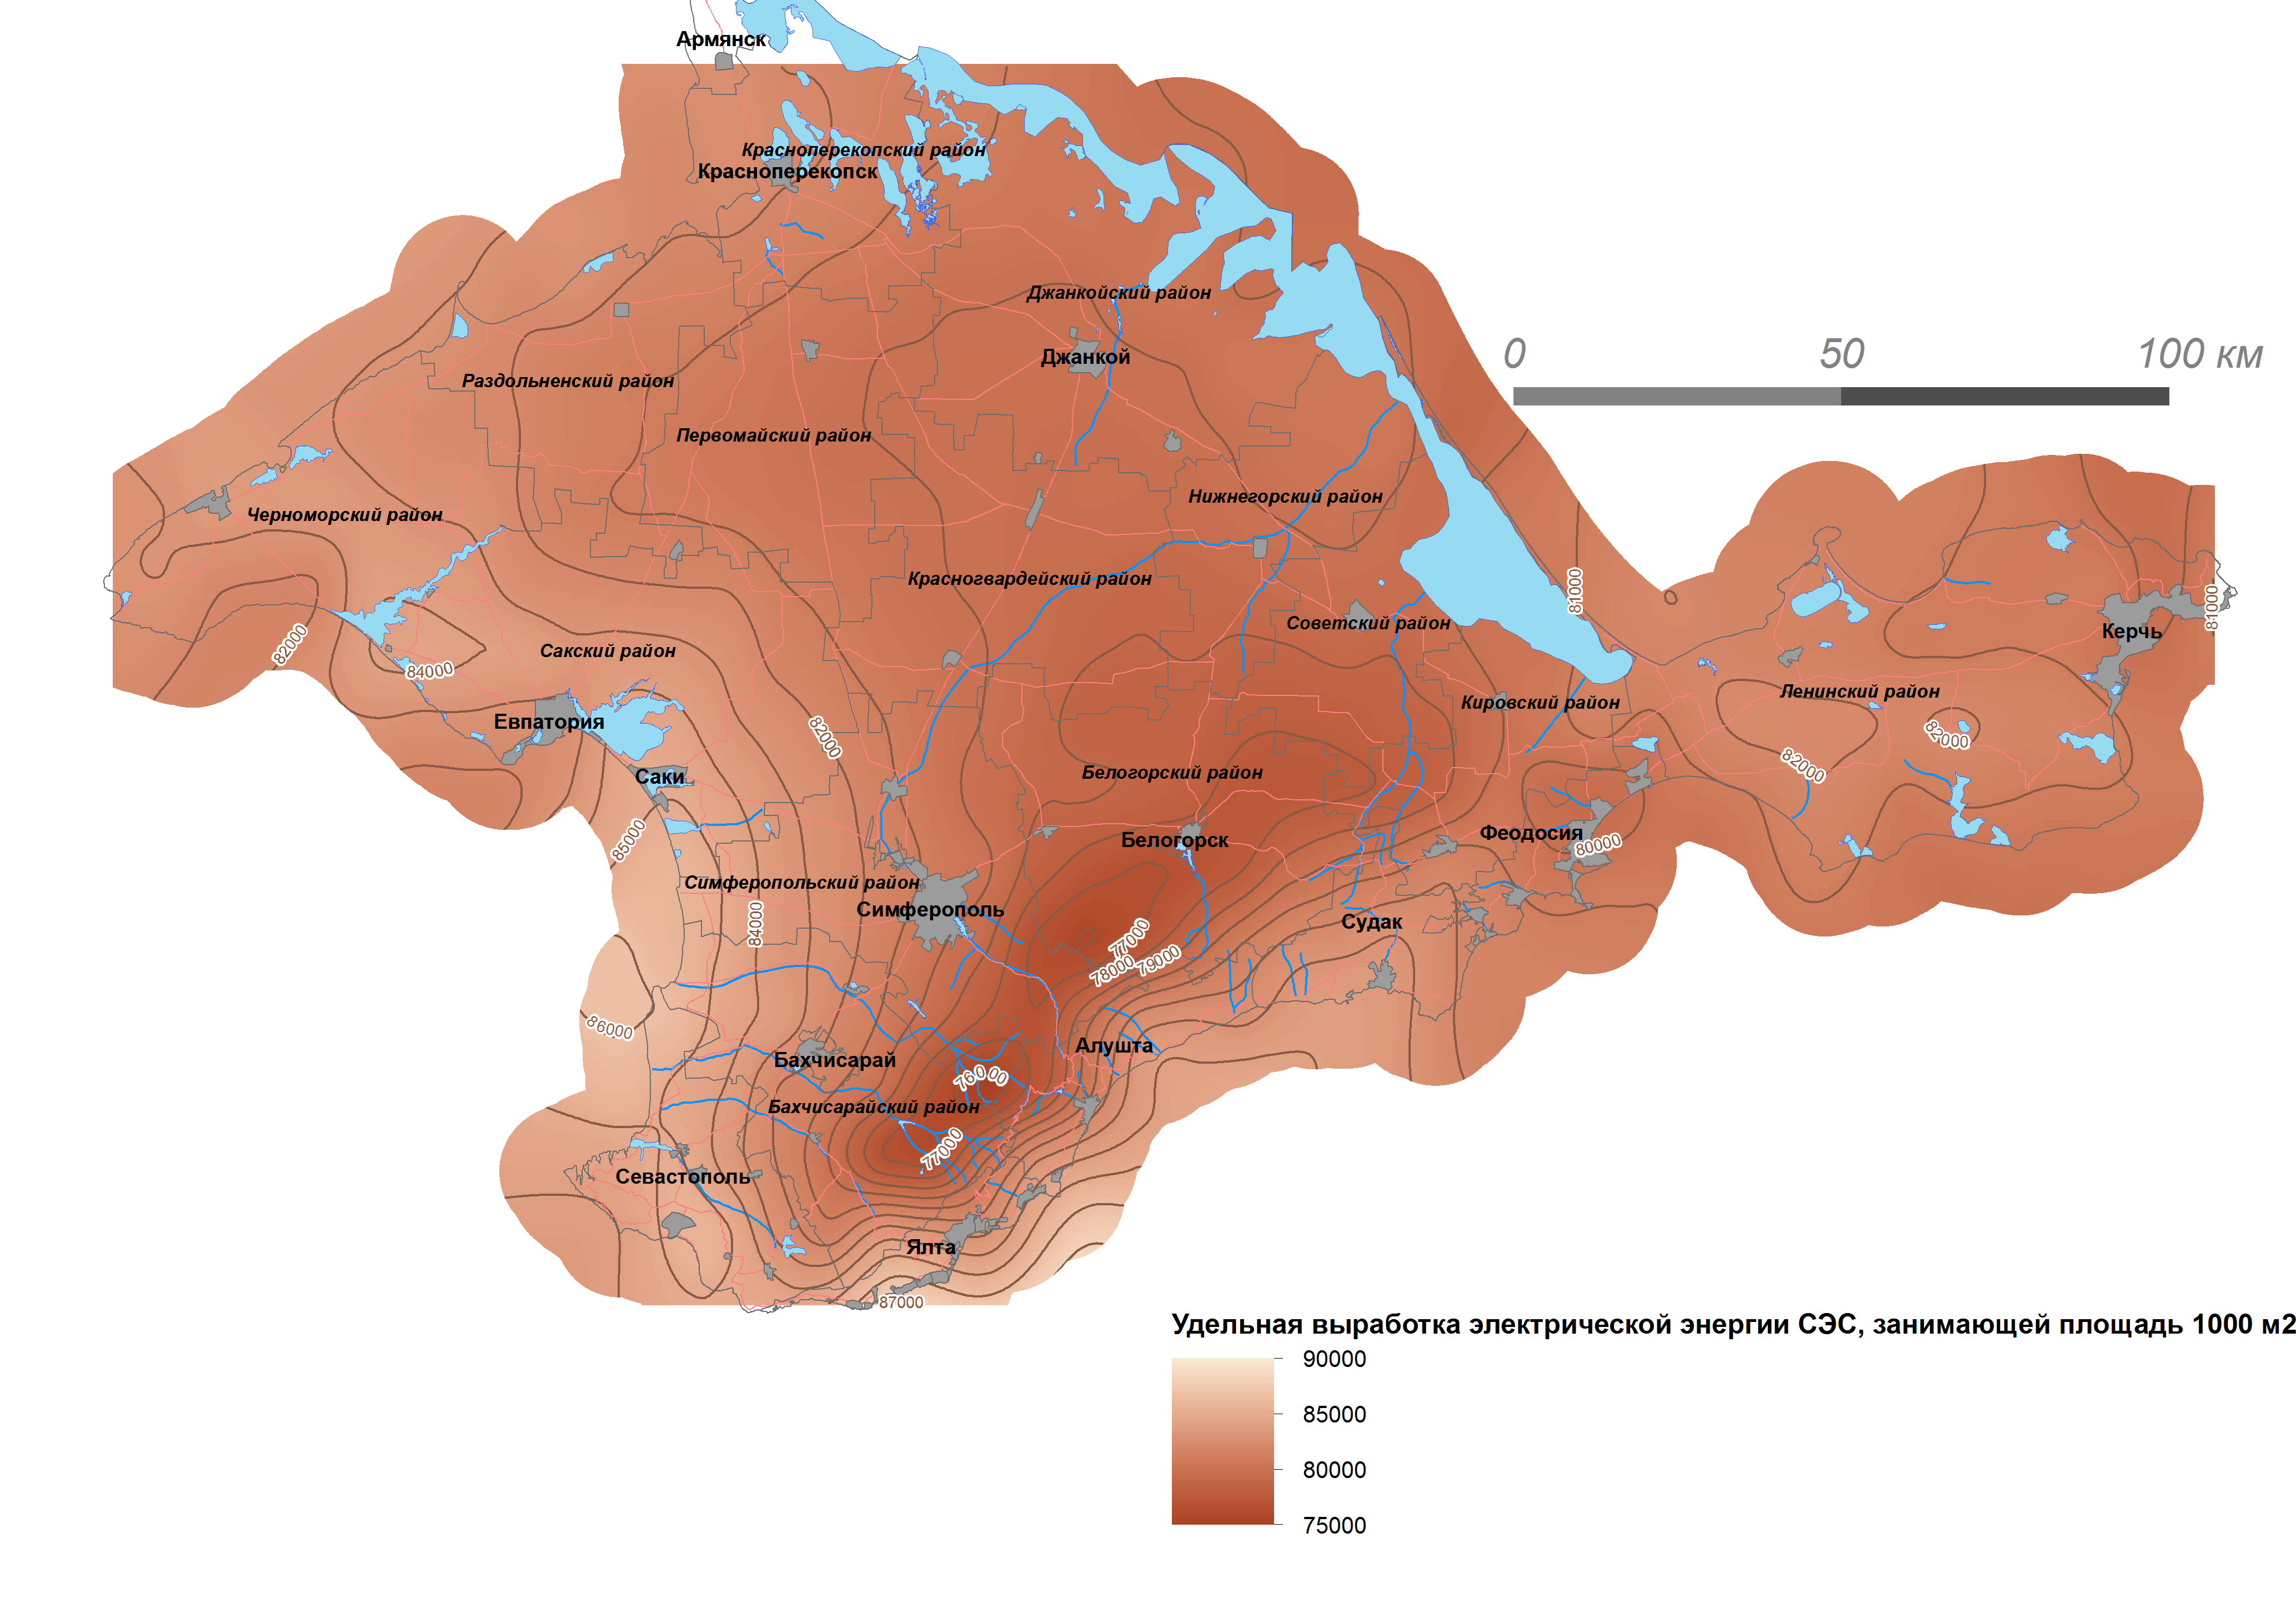 Армянск
Красноперекопский район
Красноперекопск
Джанкойский район
0 50 100 км
Джанкой
Раздольненский район
Первомайский район
Нижнегорский район
Черноморский район
Красногвардейский район
81000
81000
Советский район
Керчь
82000
Сакский район
84000
Ленинский район
Кировский район
Евпатория
82000
82000
82000
Саки
Белогорский район
Белогорск
Феодосия
80000
85000
Симферопольский район
Симферополь
84000
Судак
77000
78000
79000
86000
Алушта
Бахчисарай
76000
Бахчисарайский район
77000
Севастополь
Ялта
87000
Удельная выработка электрической энергии СЭС, занимающей площадь 1000 м2
90000
85000
80000
75000